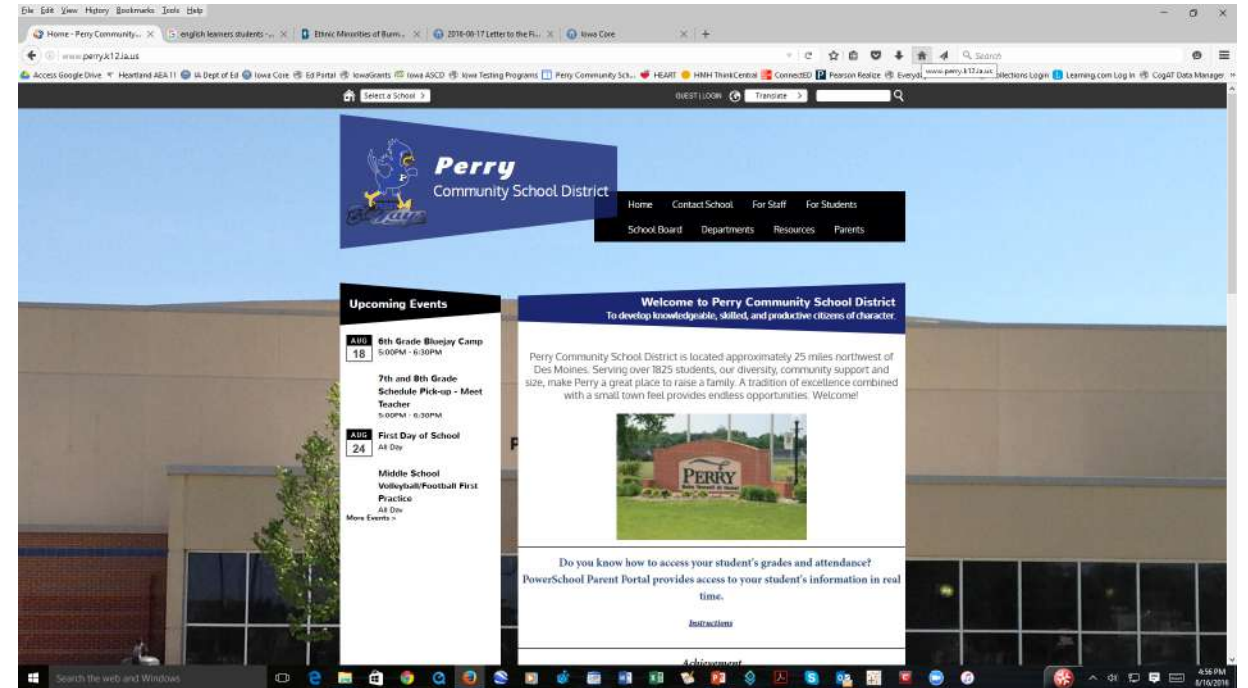 File Edit View History Bookmarks Tools Help
Home - Perry Community... english learners students -... Ethnic Minorities of Burm... 2016-08-17 Letter to the Fi... Iowa Core
www.perry.k12.ia.us Search
Access Google Drive Heartland AEA 11 IA Dept of Ed Iowa Core Ed Portal IowaGrants Iowa ASCD Iowa Testing Programs Perry Community Sch... HEART HMH ThinkCentral ConnectED Pearson Realize www.perry.k12.ia.us Collections Login Learning.com Log In CogAT Data Manager
Select a School > GUEST | LOGIN Translate >
Perry
Community School District
Home Contact School For Staff For Students
School Board Departments Resources Parents
Upcoming Events
AUG 18
6th Grade Bluejay Camp
5:00PM - 6:30PM
7th and 8th Grade
Schedule Pick-up - Meet
Teacher
5:00PM - 6:30PM
AUG 24
First Day of School
All Day
Middle School
Volleyball/Football First
Practice
All Day
More Events >
Welcome to Perry Community School District
To develop knowledgeable, skilled, and productive citizens of character.
Perry Community School District is located approximately 25 miles northwest of
Des Moines. Serving over 1825 students, our diversity, community support and
size, make Perry a great place to raise a family. A tradition of excellence combined
with a small town feel provides endless opportunities. Welcome!
PERRY
Do you know how to access your student's grades and attendance?
PowerSchool Parent Portal provides access to your student's information in real
time.
Instructions
Achievement
Search the web and Windows
4:56 PM
8/16/2016